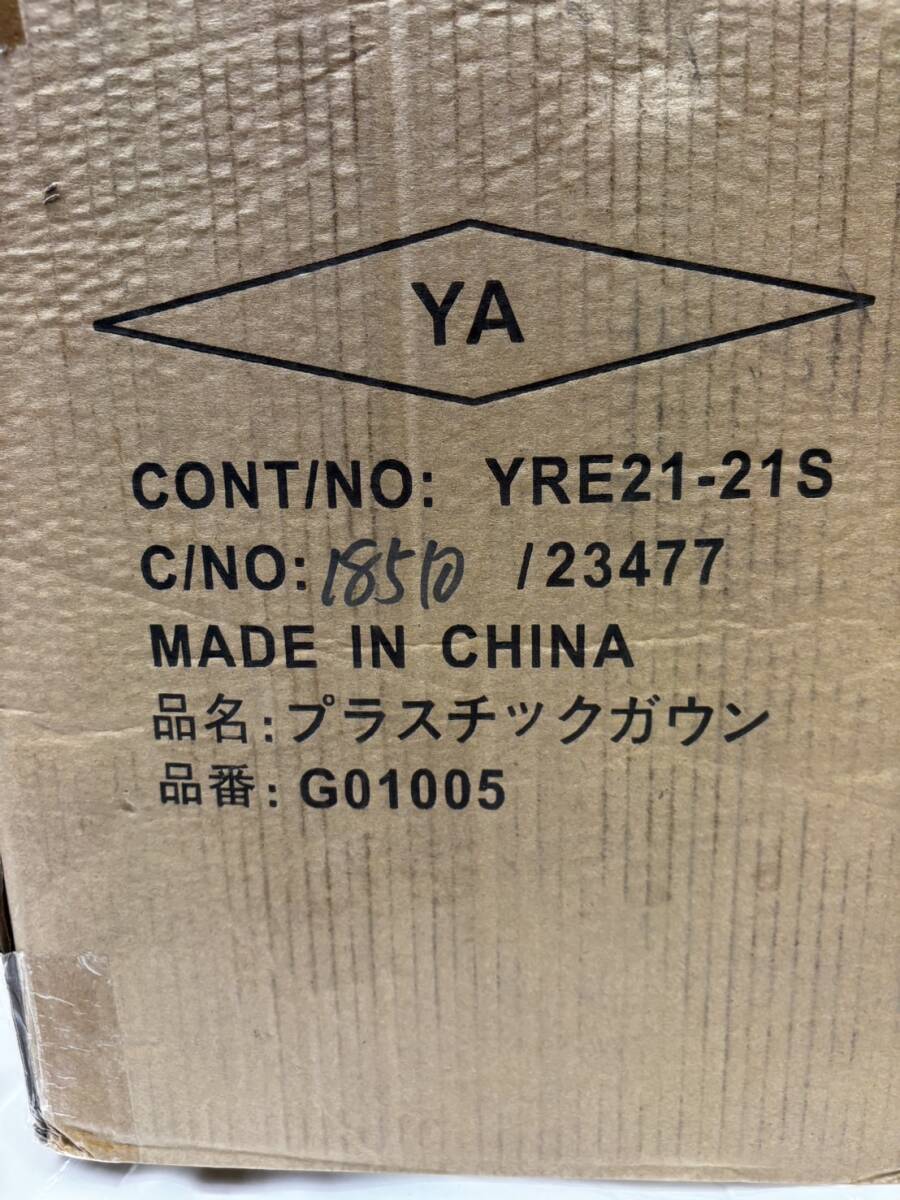 YA
CONT/NO: YRE21-21S
C/NO: 18510 /23477
MADE IN CHINA
品名:プラスチックガウン
品番: G01005